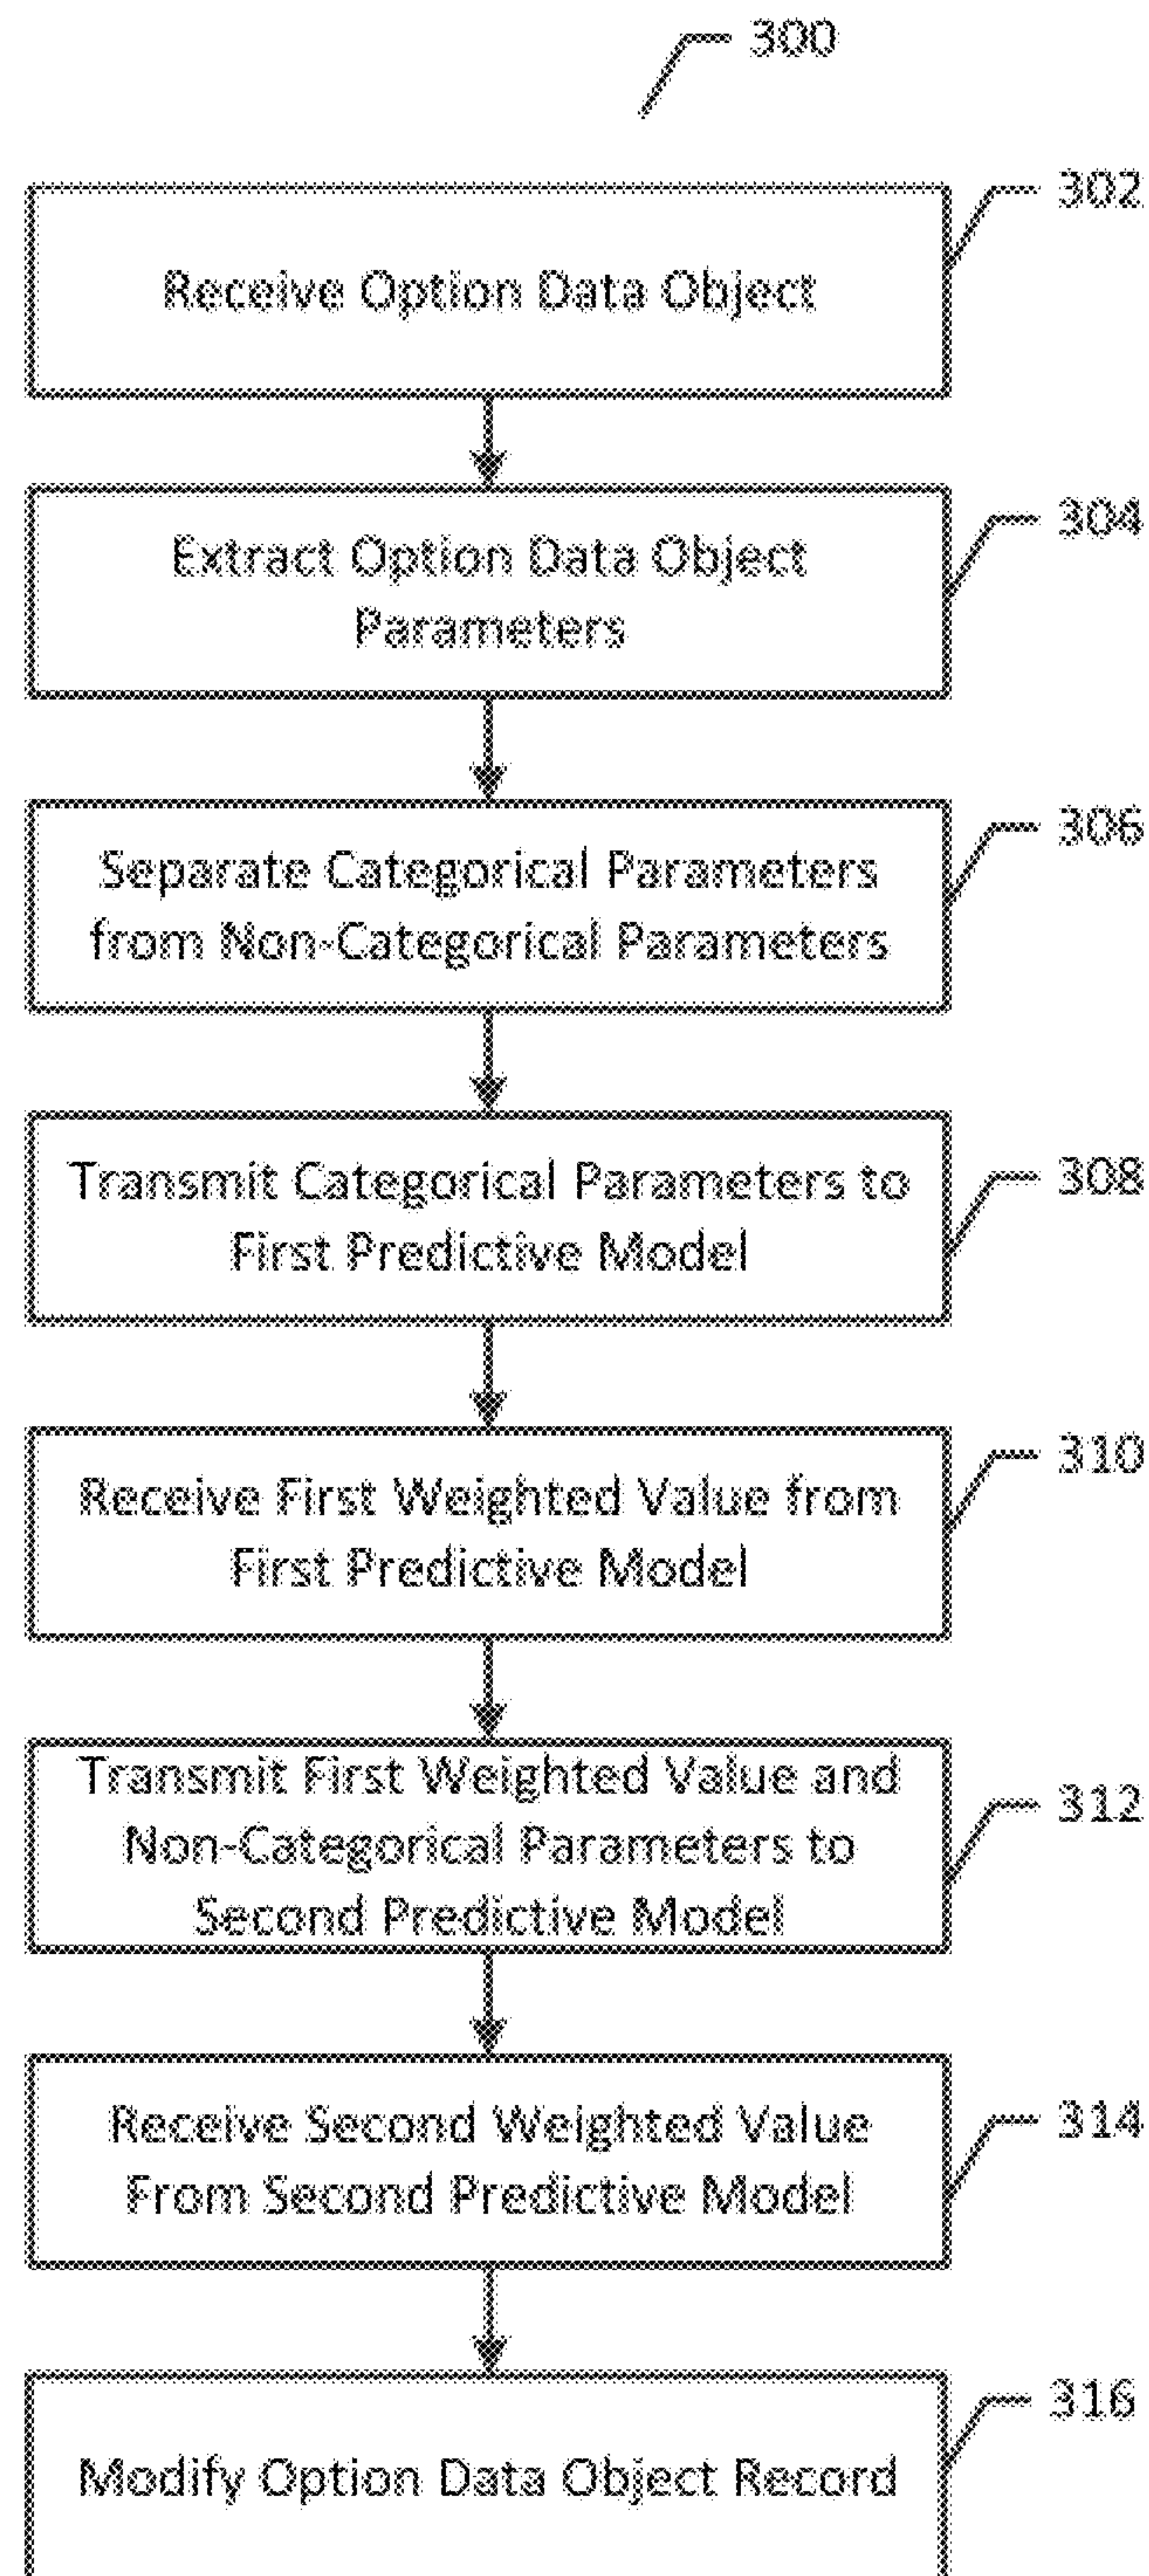 300
302
Receive Option Data Object
304
Extract Option Data Object
Parameters
306
Separate Categorical Parameters
from Non-Categorical Parameters
308
Transmit Categorical Parameters to
First Predictive Model
310
Receive First Weighted Value from
First Predictive Model
312
Transmit First Weighted Value and
Non-Categorical Parameters to
Second Predictive Model
314
Receive Second Weighted Value
From Second Predictive Model
316
Modify Option Data Object Record